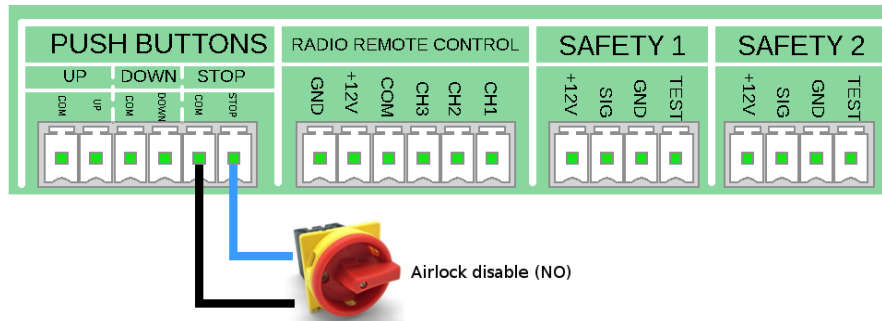 PUSH BUTTONS
UP DOWN STOP
COM UP COM DOWN COM STOP
RADIO REMOTE CONTROL
GND +12V COM CH3 CH2 CH1
SAFETY 1
+12V SIG GND TEST
SAFETY 2
+12V SIG GND TEST
Airlock disable (NO)